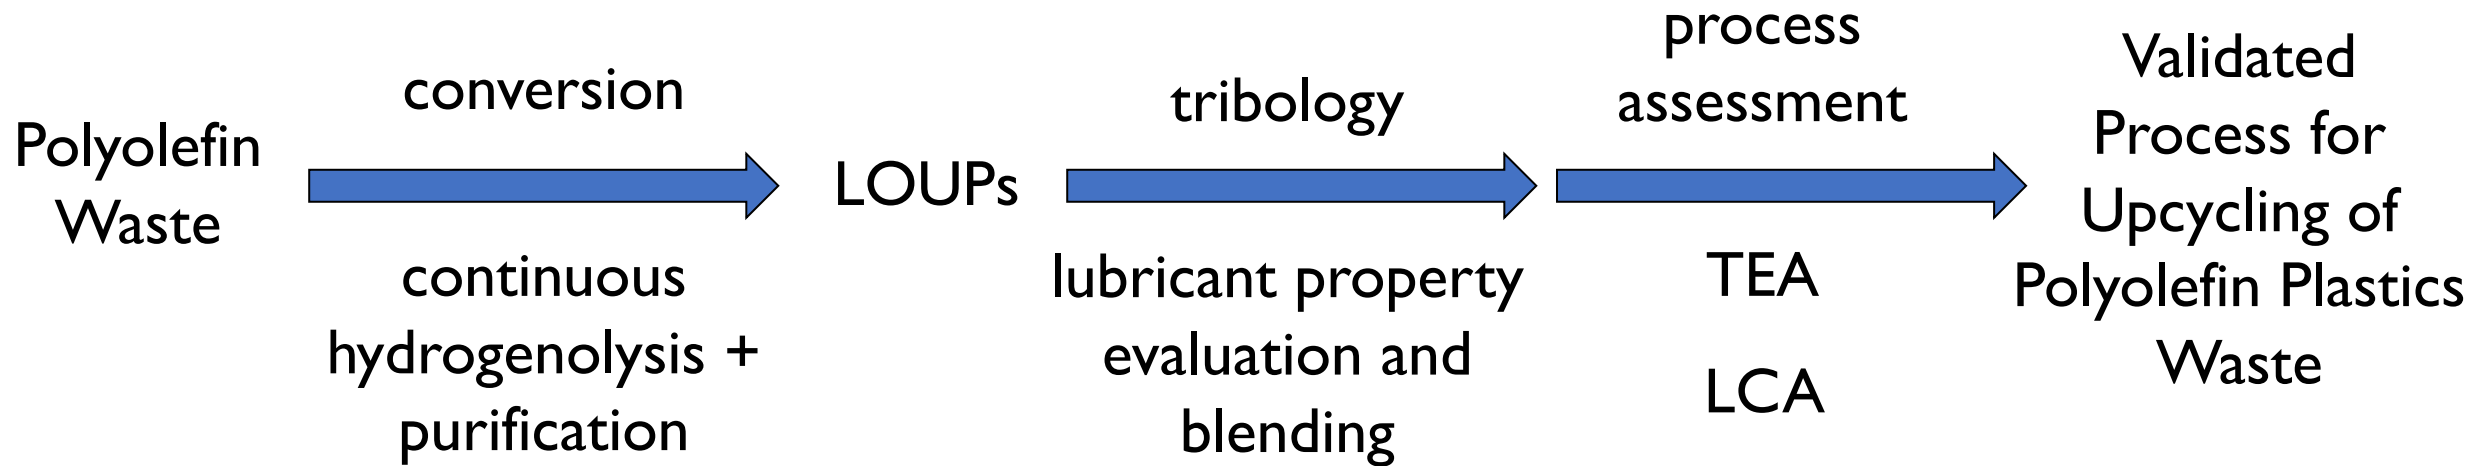 Polyolefin
Waste
conversion
continuous
hydrogenolysis +
purification
LOUPs
tribology
lubricant property
evaluation and
blending
process
assessment
TEA
LCA
Validated
Process for
Upcycling of
Polyolefin Plastics
Waste